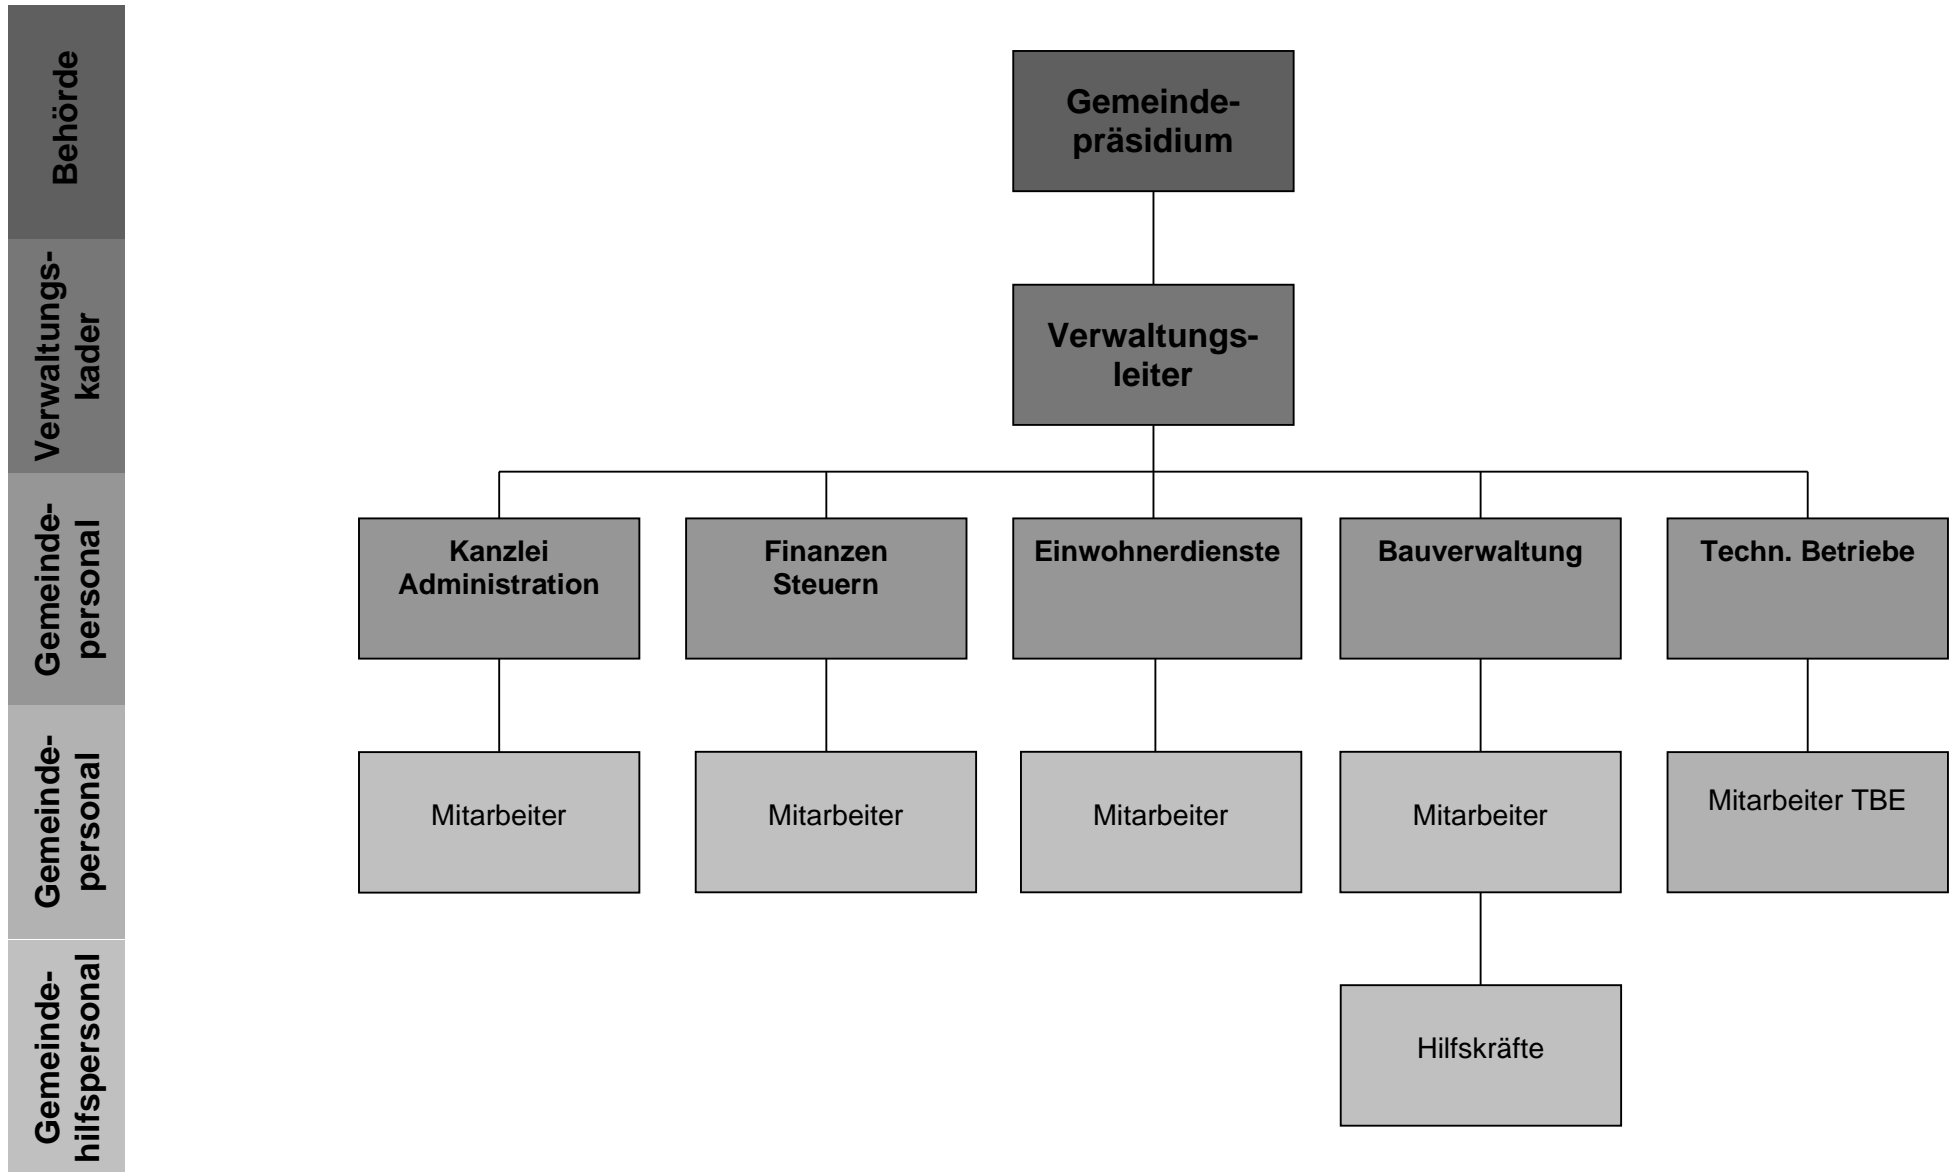 Behörde
Gemeinde-
präsidium
Verwaltungs-
kader
Verwaltungs-
leiter
Gemeinde-
personal
Kanzlei
Administration
Finanzen
Steuern
Einwohnerdienste
Bauverwaltung
Techn. Betriebe
Gemeinde-
personal
Mitarbeiter
Mitarbeiter
Mitarbeiter
Mitarbeiter
Mitarbeiter TBE
Gemeinde-
hilfspersonal
Hilfskräfte